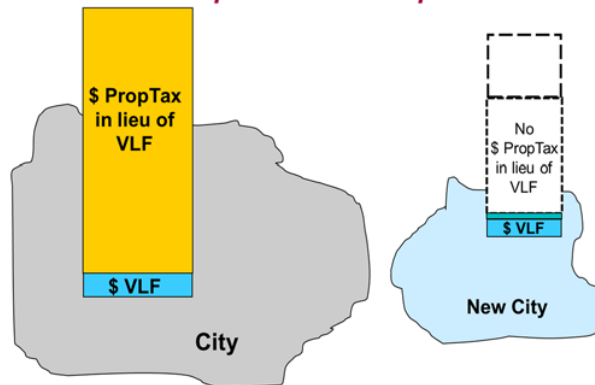 $ PropTax
in lieu of
VLF
$ VLF
City
No
$ PropTax
in lieu of
VLF
$ VLF
New City